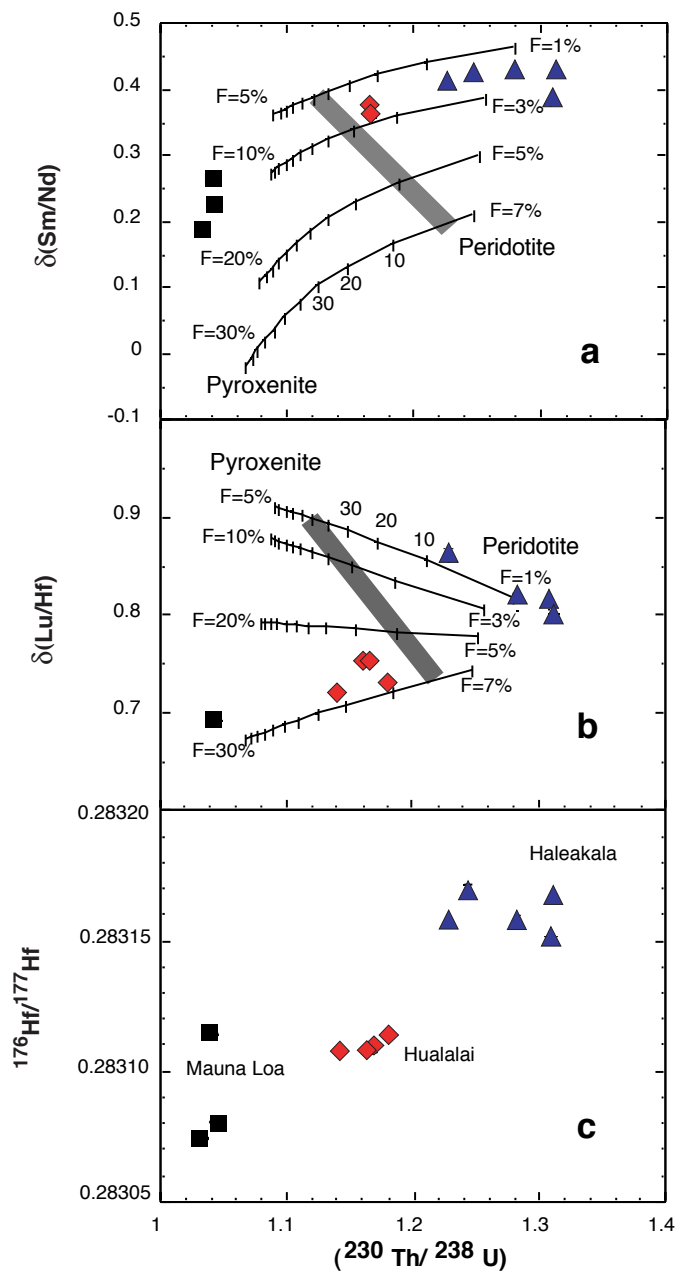 0.5
0.4
0.3
0.2
0.1
0
-0.1
δ(Sm/Nd)
F=1%
F=5%
F=3%
F=10%
F=5%
F=7%
Peridotite
F=20%
10
20
30
F=30%
Pyroxenite
a
0.9
0.8
0.7
δ(Lu/Hf)
Pyroxenite
F=5%
30
20
10
F=10%
Peridotite
F=1%
F=3%
F=20%
F=5%
F=7%
F=30%
b
0.28320
0.28315
0.28310
0.28305
176Hf/177Hf
Haleakala
Mauna Loa
Hualalai
c
1 1.1 1.2 1.3 1.4
(230 Th/ 238 U)